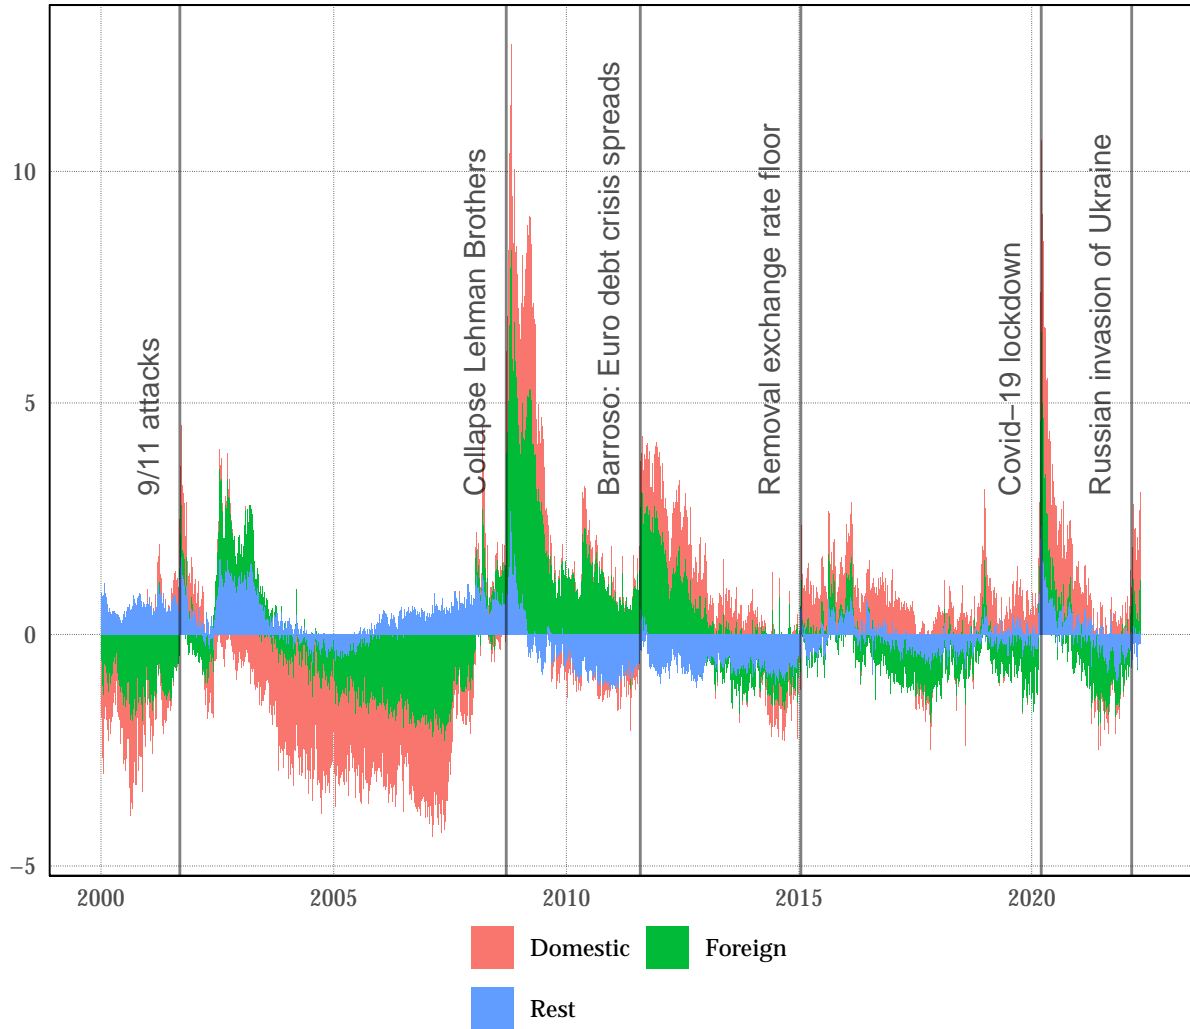 10
5
0
−5
9/11 attacks
Collapse Lehman Brothers
Barroso: Euro debt crisis spreads
Removal exchange rate floor
Covid−19 lockdown
Russian invasion of Ukraine
2000 2005 2010 2015 2020
Domestic Foreign
Rest